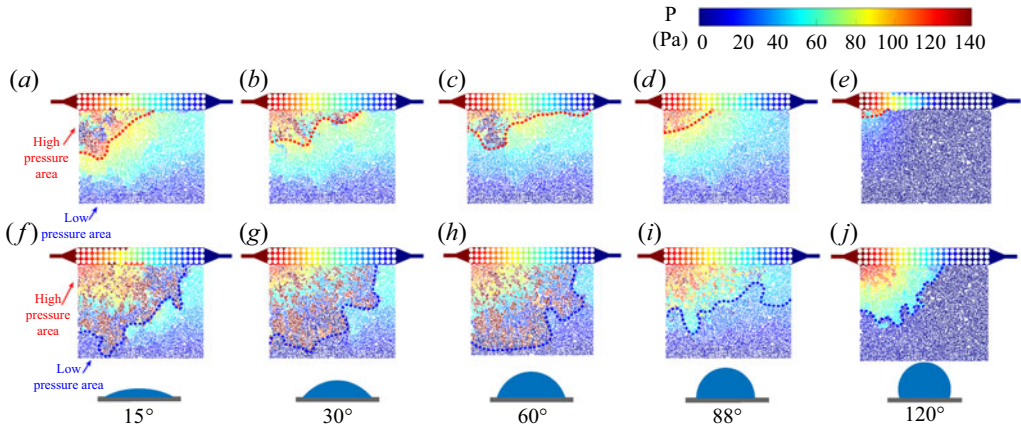 P
(Pa) 0 20 40 60 80 100 120 140
(a) (b) (c) (d) (e)
High
pressure
area
Low
pressure area
(f) (g) (h) (i) (j)
High
pressure
area
Low
pressure area
15° 30° 60° 88° 120°